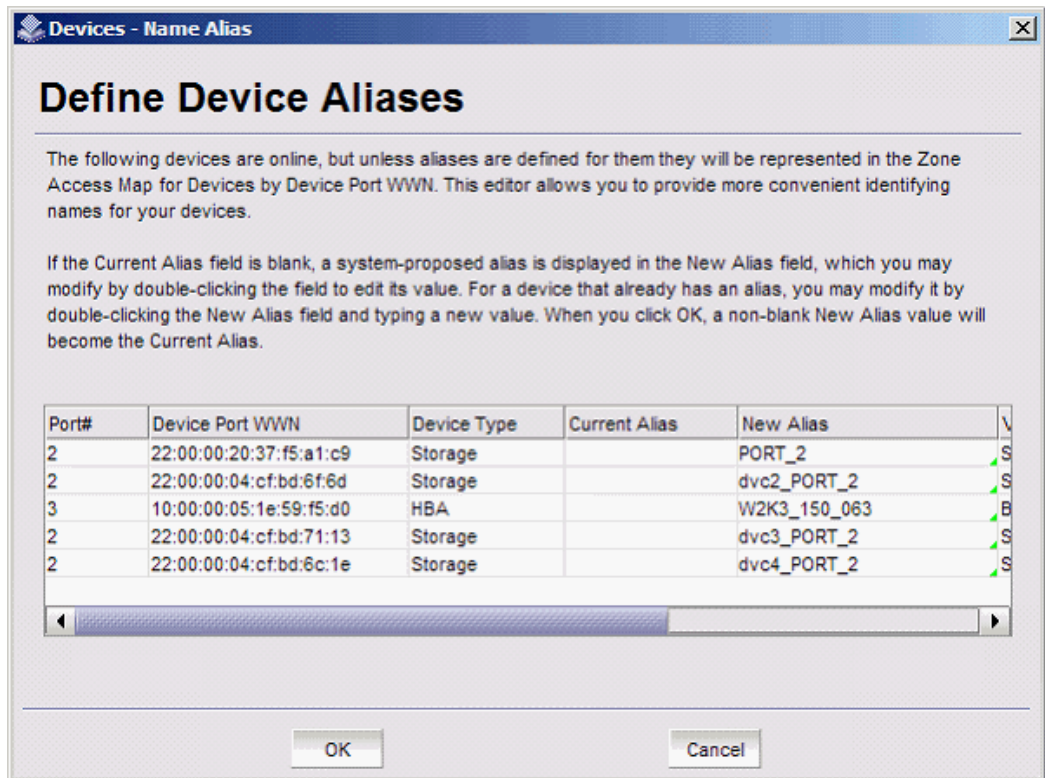 Devices - Name Alias
Define Device Aliases
The following devices are online, but unless aliases are defined for them they will be represented in the Zone
Access Map for Devices by Device Port WWN. This editor allows you to provide more convenient identifying
names for your devices.
If the Current Alias field is blank, a system-proposed alias is displayed in the New Alias field, which you may
modify by double-clicking the field to edit its value. For a device that already has an alias, you may modify it by
double-clicking the New Alias field and typing a new value. When you click OK, a non-blank New Alias value will
become the Current Alias.
Port# Device Port WWN Device Type Current Alias New Alias
2 22:00:00:20:37:f5:a1:c9 Storage PORT_2 S
2 22:00:00:04:cf:bd:6f:6d Storage dvc2_PORT_2 S
3 10:00:00:05:1e:59:f5:d0 HBA W2K3_150_063 B
2 22:00:00:04:cf:bd:71:13 Storage dvc3_PORT_2 S
2 22:00:00:04:cf:bd:6c:1e Storage dvc4_PORT_2 S
OK Cancel